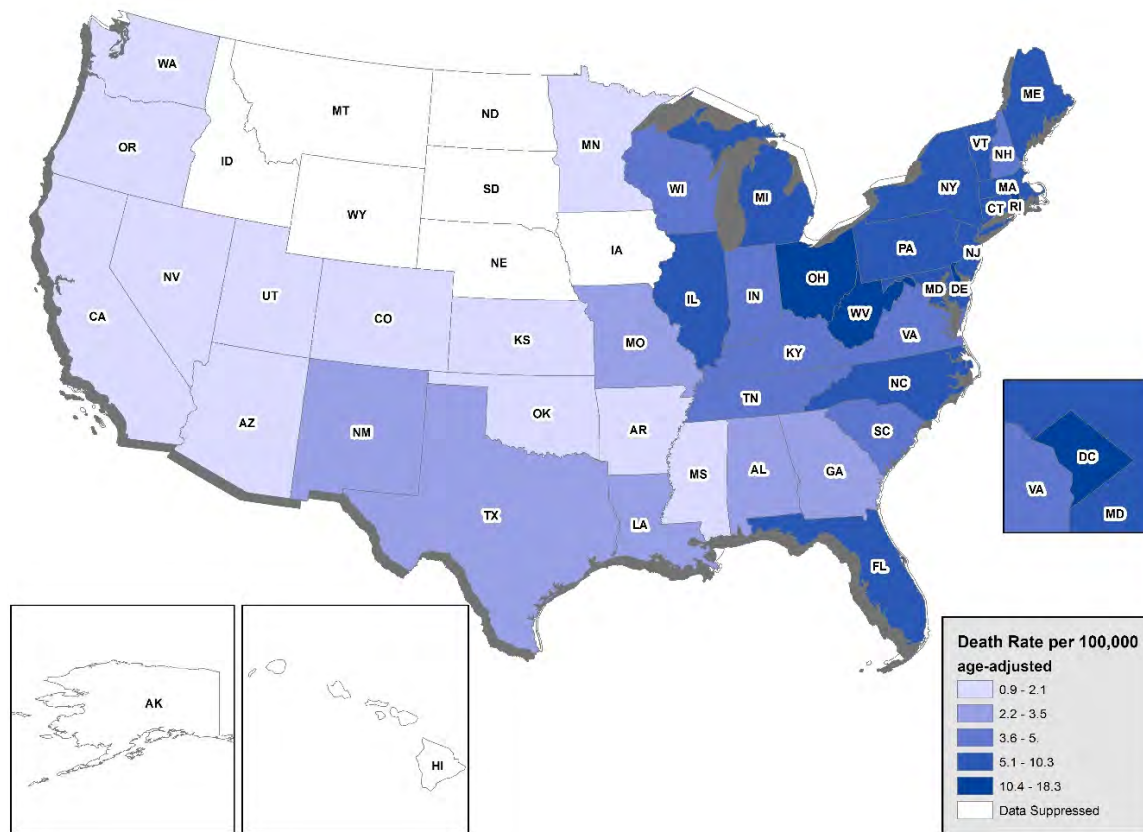 WA
MT
ND
ME
OR
MN
VT
NH
ID
SD
WI
NY
MA
WY
MI
CT
RI
IA
PA
NE
NJ
NV
OH
UT
IL
IN
MD
DE
CA
CO
WV
KS
MO
VA
KY
NC
TN
AZ
OK
NM
AR
SC
MS
AL
GA
DC
VA
MD
TX
LA
FL
AK
HI
Death Rate per 100,000
age-adjusted
0.9 - 2.1
2.2 - 3.5
3.6 - 5.
5.1 - 10.3
10.4 - 18.3
Data Suppressed